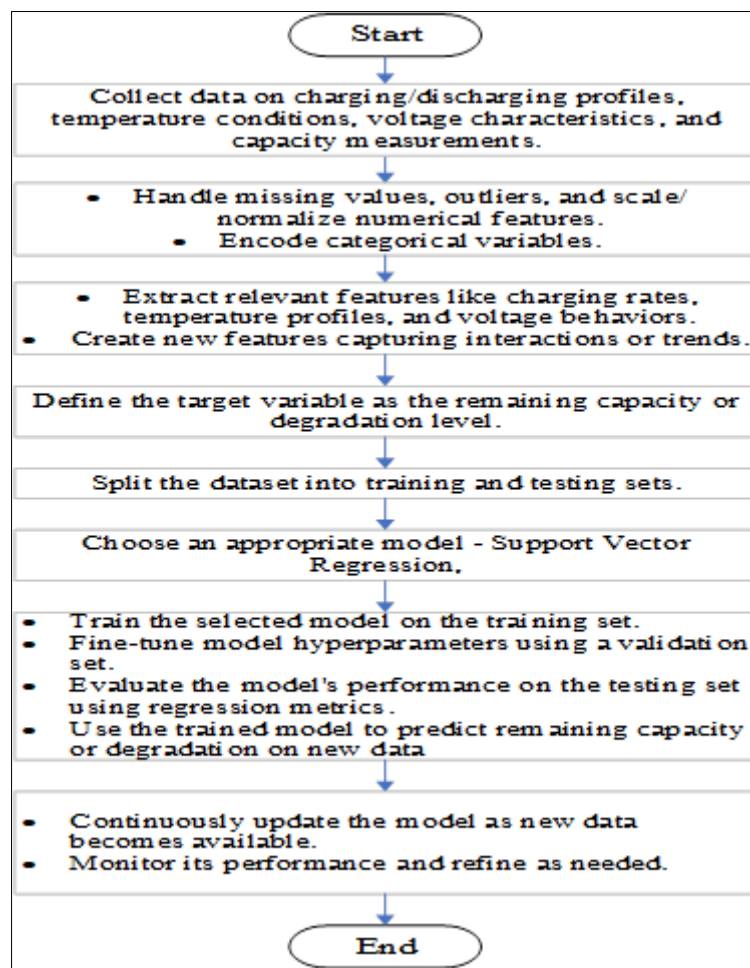 Start
Collect data on charging/discharging profiles,
temperature conditions, voltage characteristics, and
capacity measurements.
• Handle missing values, outliers, and scale/
normalize numerical features.
• Encode categorical variables.
• Extract relevant features like charging rates,
temperature profiles, and voltage behaviors.
• Create new features capturing interactions or trends.
Define the target variable as the remaining capacity or
degradation level.
Split the dataset into training and testing sets.
Choose an appropriate model - Support Vector
Regression,
• Train the selected model on the training set.
• Fine-tune model hyperparameters using a validation
set.
• Evaluate the model's performance on the testing set
using regression metrics.
• Use the trained model to predict remaining capacity
or degradation on new data
• Continuously update the model as new data
becomes available.
• Monitor its performance and refine as needed.
End